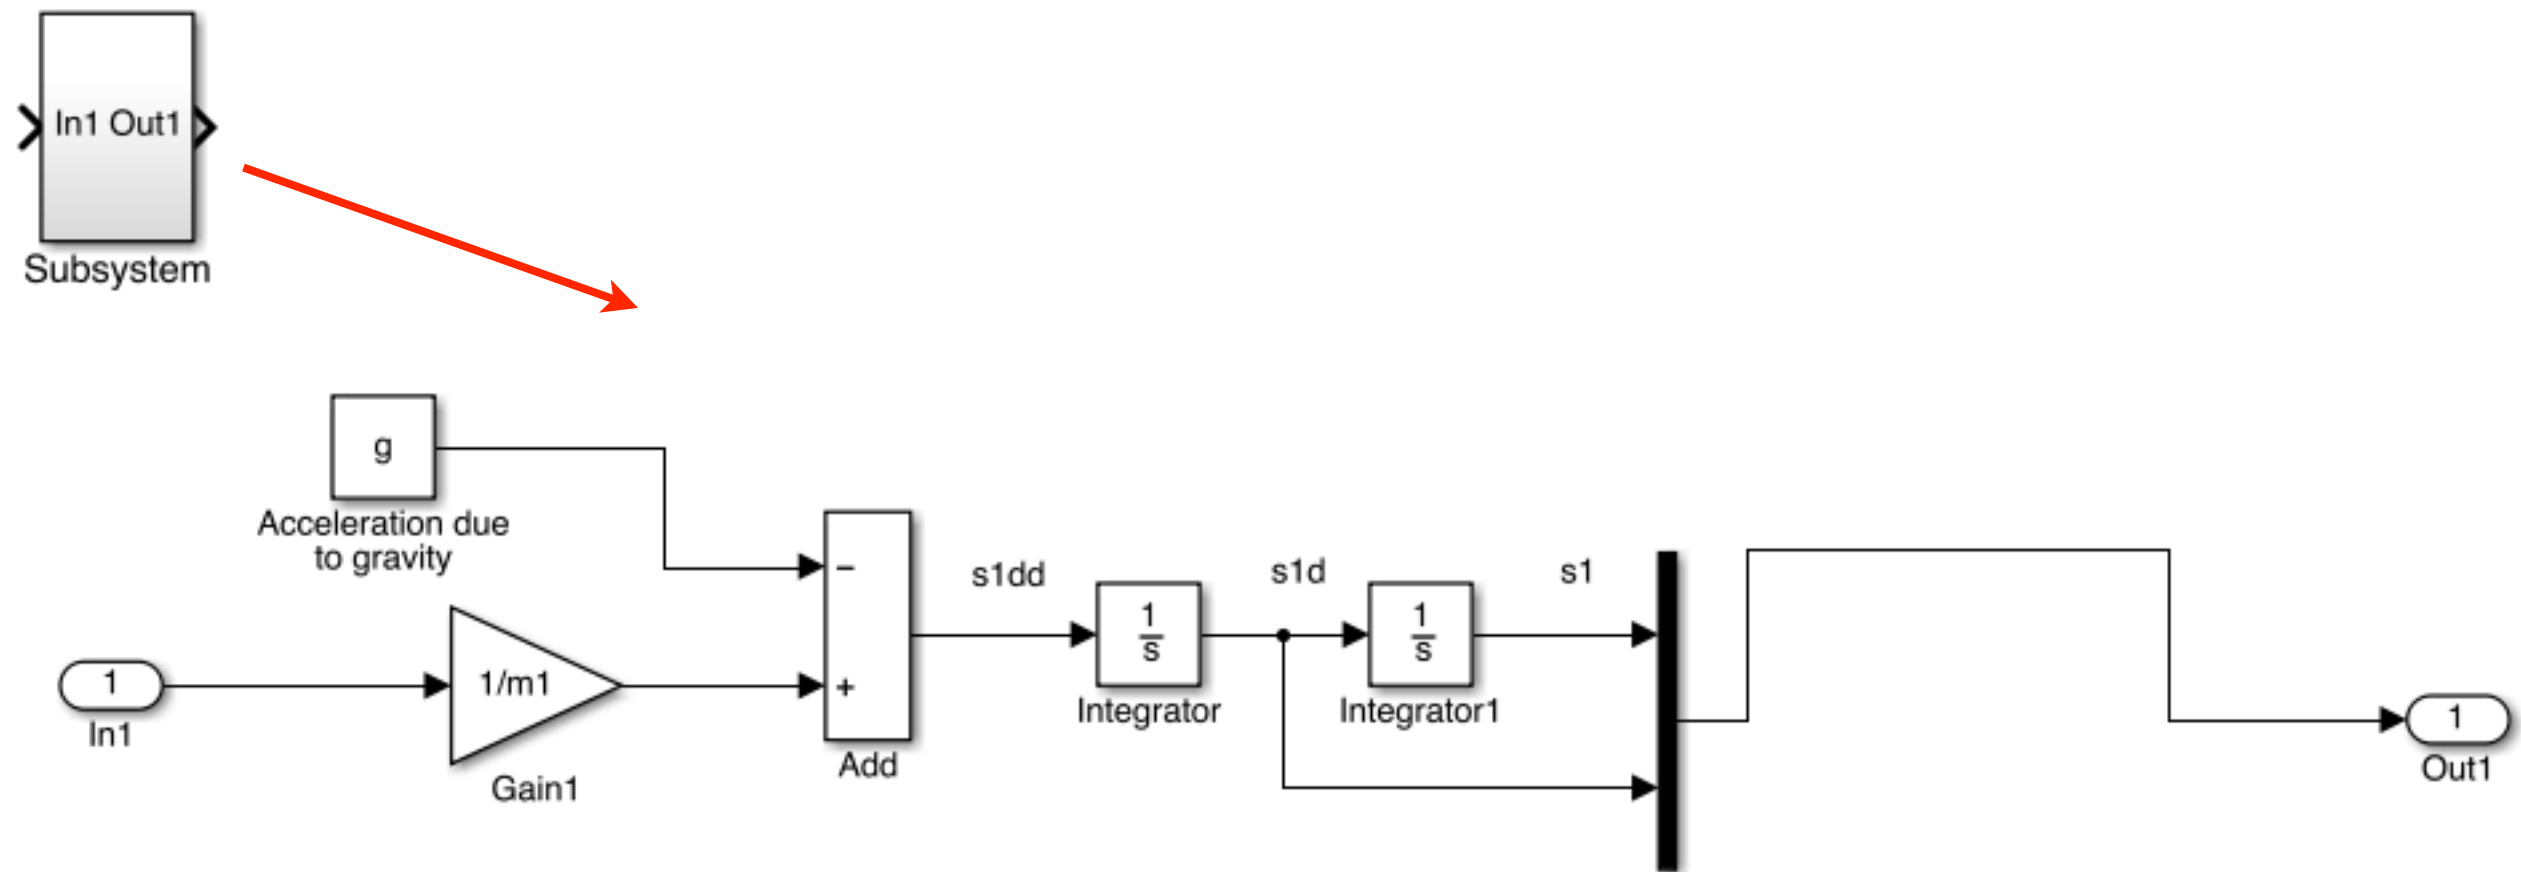 In1 Out1
Subsystem
g
Acceleration due
to gravity
−
s1dd
s1d
s1
1
s
1
s
1
1/m1
+
Integrator
Integrator1
1
In1
Gain1
Add
Out1